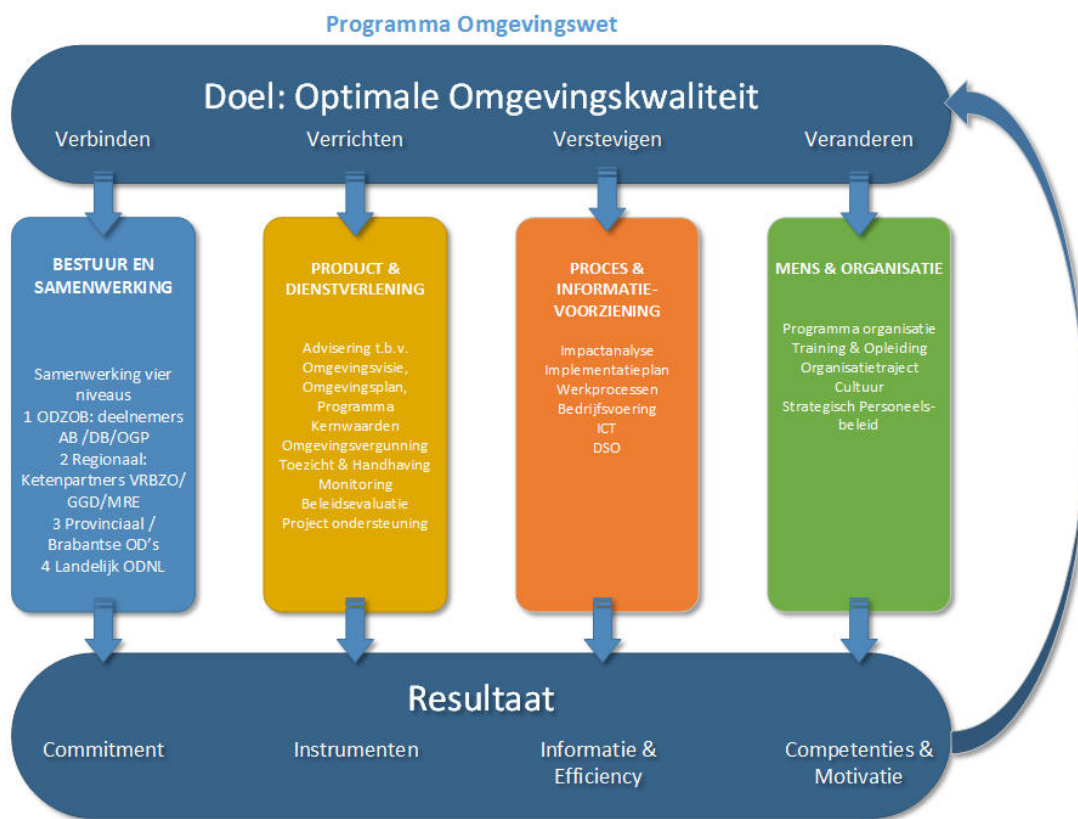 Programma Omgevingswet
Doel: Optimale Omgevingskwaliteit
Verbinden
Verrichten
Verstevigen
Veranderen
BESTUUR EN
SAMENWERKING
Samenwerking vier
niveaus
1 ODZOB: deelnemers
AB /DB/OGP
2 Regionaal:
Ketenpartners VRBZO/
GGD/MRE
3 Provinciaal /
Brabantse OD’s
4 Landelijk ODNL
PRODUCT &
DIENSTVERLENING
Advisering t.b.v.
Omgevingsvisie,
Omgevingsplan,
Programma
Kernwaarden
Omgevingsvergunning
Toezicht & Handhaving
Monitoring
Beleidsevaluatie
Project ondersteuning
PROCES &
INFORMATIE-
VOORZIENING
Impactanalyse
Implementatieplan
Werkprocessen
Bedrijfsvoering
ICT
DSO
MENS & ORGANISATIE
Programma organisatie
Training & Opleiding
Organisatietraject
Cultuur
Strategisch Personeels-
beleid
Resultaat
Commitment
Instrumenten
Informatie &
Efficiency
Competenties &
Motivatie